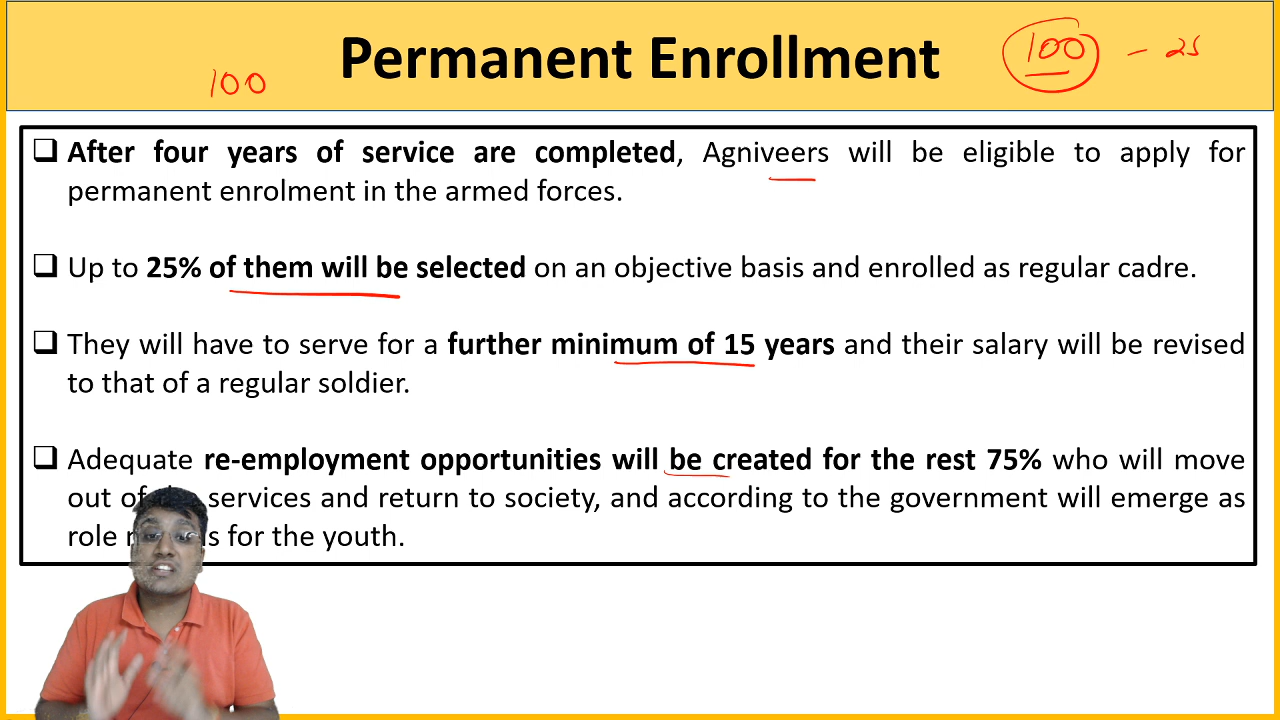 Permanent Enrollment
100
100 - 25
After four years of service are completed, Agniveers will be eligible to apply for
permanent enrolment in the armed forces.
Up to 25% of them will be selected on an objective basis and enrolled as regular cadre.
They will have to serve for a further minimum of 15 years and their salary will be revised
to that of a regular soldier.
Adequate re-employment opportunities will be created for the rest 75% who will move
out of services and return to society, and according to the government will emerge as
role for the youth.